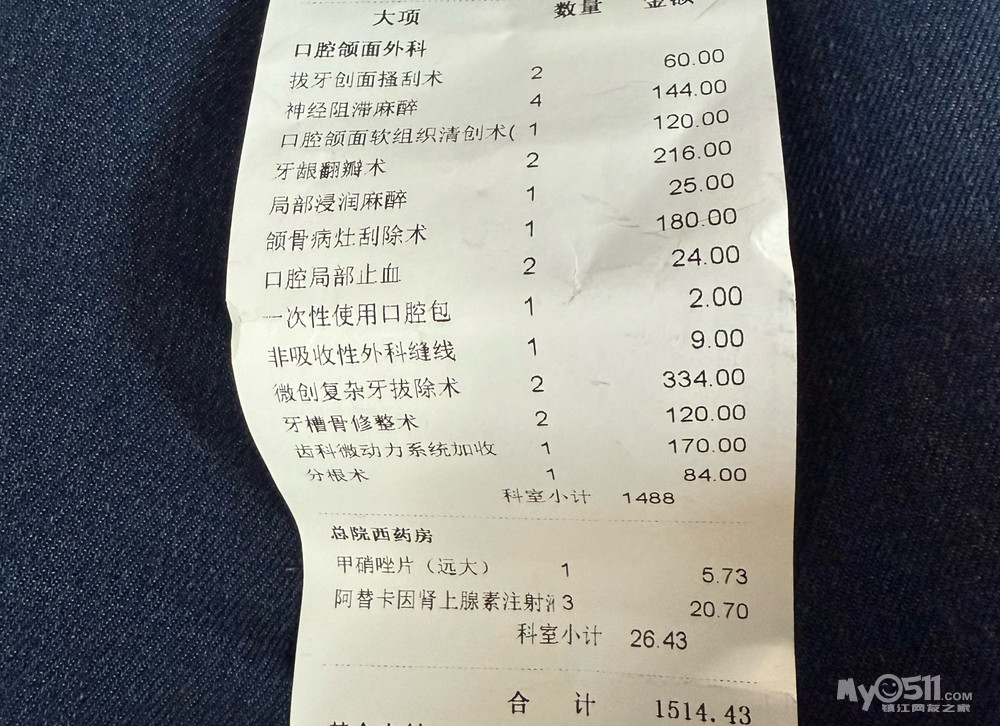 大项 数量 金额
口腔颌面外科
拔牙创面搔刮术 2 60.00
神经阻滞麻醉 4 144.00
口腔颌面软组织清创术( 1 120.00
牙龈翻瓣术 2 216.00
局部浸润麻醉 1 25.00
颌骨病灶刮除术 1 180.00
口腔局部止血 2 24.00
一次性使用口腔包 1 2.00
非吸收性外科缝线 1 9.00
微创复杂牙拔除术 2 334.00
牙槽骨修整术 2 120.00
齿科微动力系统加收 1 170.00
分根术 1 84.00
科室小计 1488
总院西药房
甲硝唑片（远大） 1 5.73
阿替卡因肾上腺素注射 3 20.70
科室小计 26.43
合 计 1514.43
My0511.COM
镇江网友之家